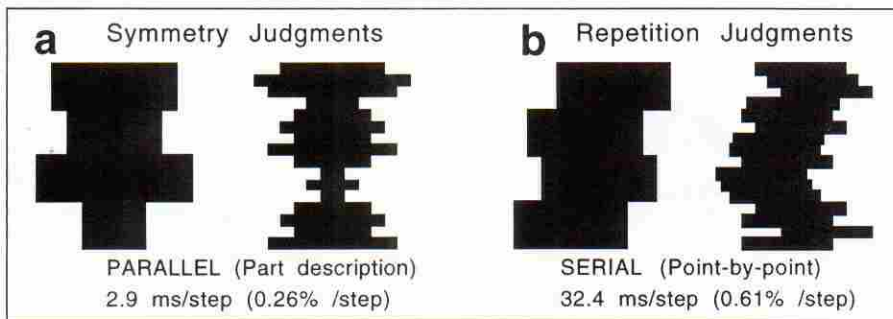 a Symmetry Judgments
b Repetition Judgments
PARALLEL (Part description)
2.9 ms/step (0.26% /step)
SERIAL (Point-by-point)
32.4 ms/step (0.61% /step)